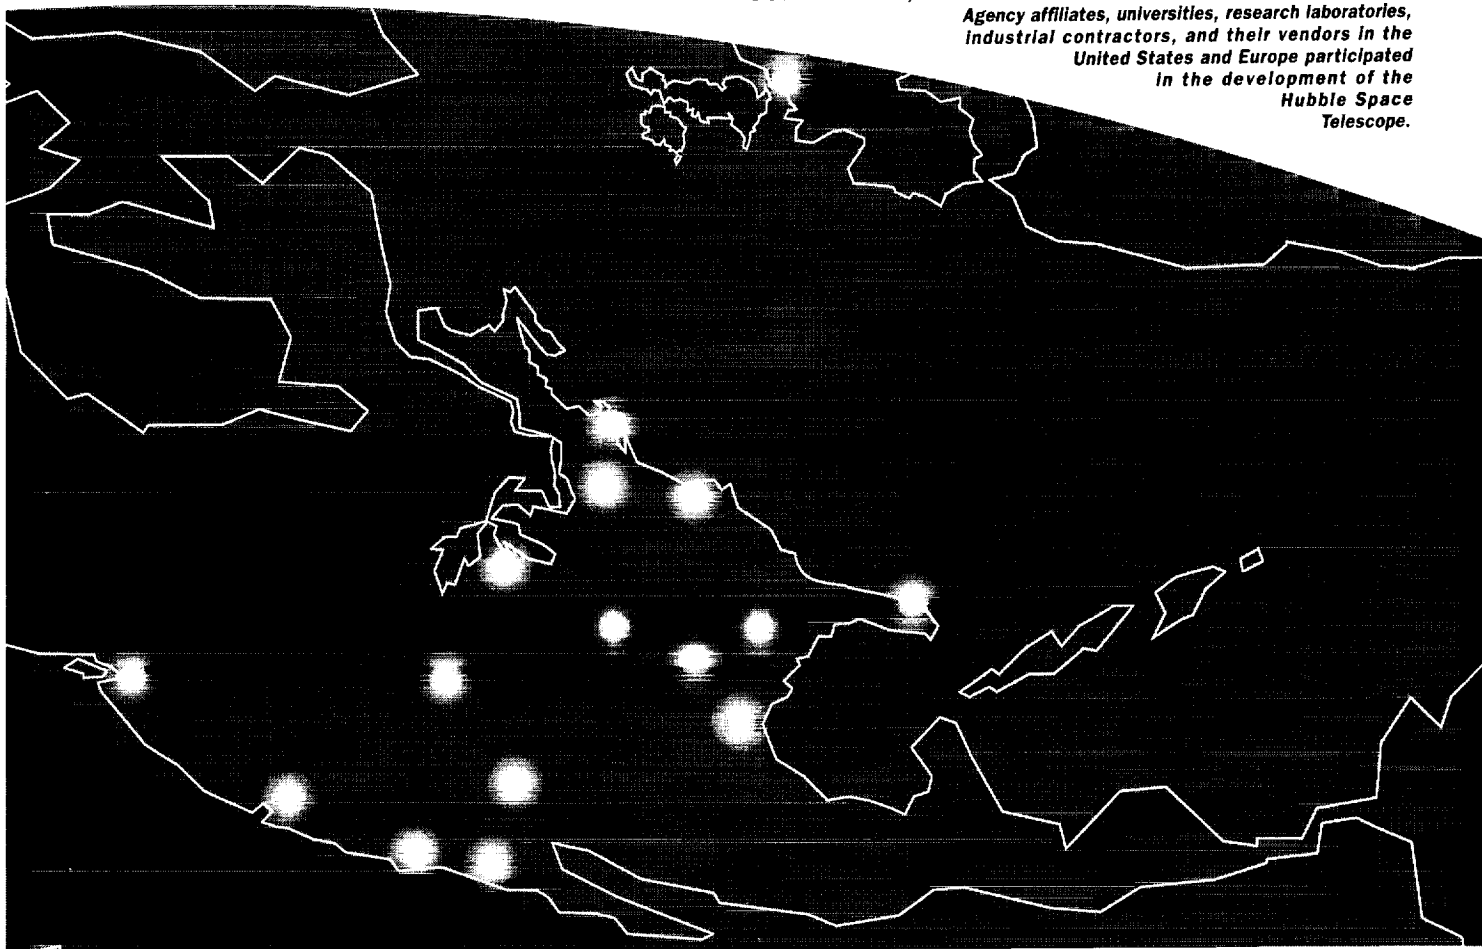 Agency affiliates, universities, research laboratories,
industrial contractors, and their vendors in the
United States and Europe participated
in the development of the
Hubble Space
Telescope.